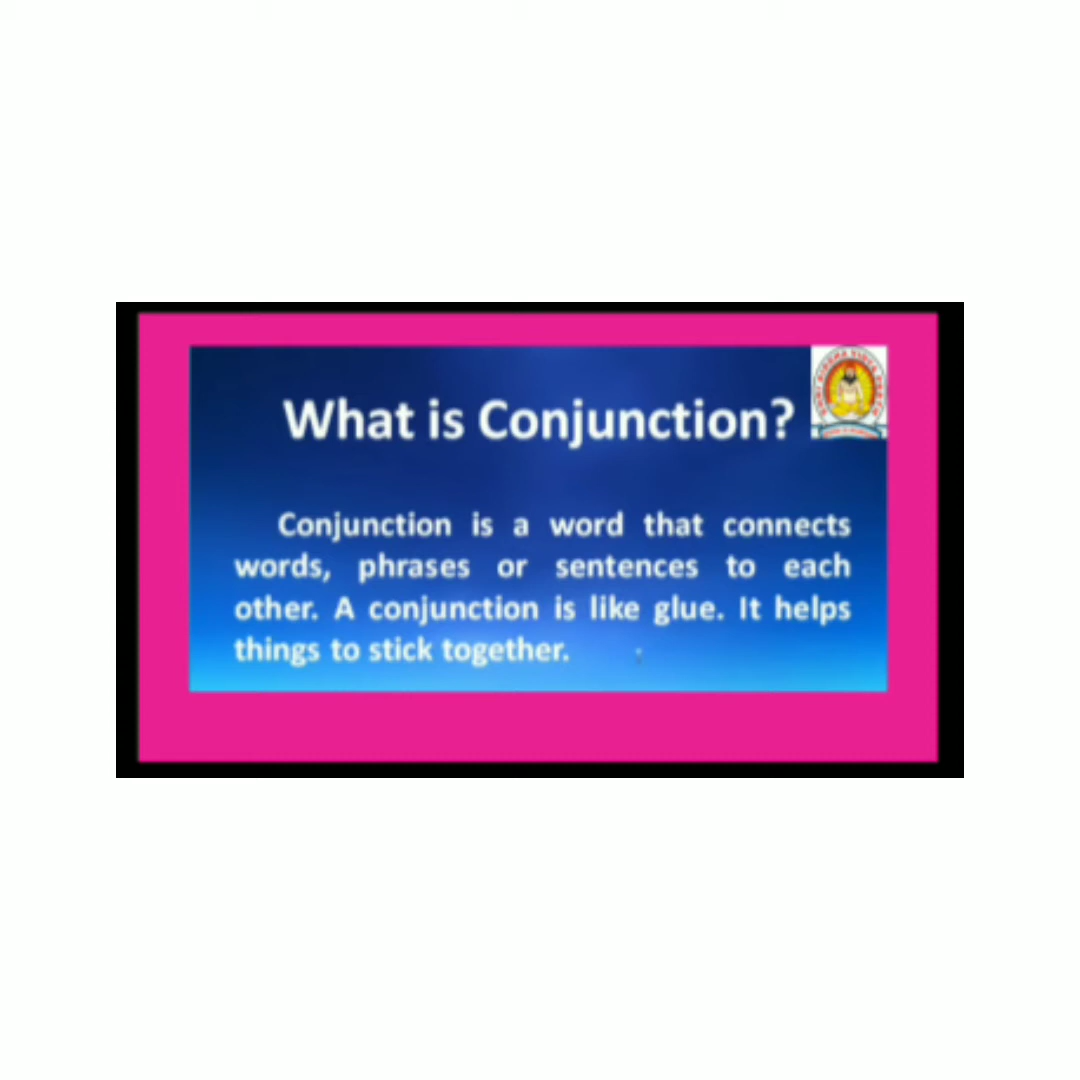 What is Conjunction?
Conjunction is a word that connects
words, phrases or sentences to each
other. A conjunction is like glue. It helps
things to stick together.